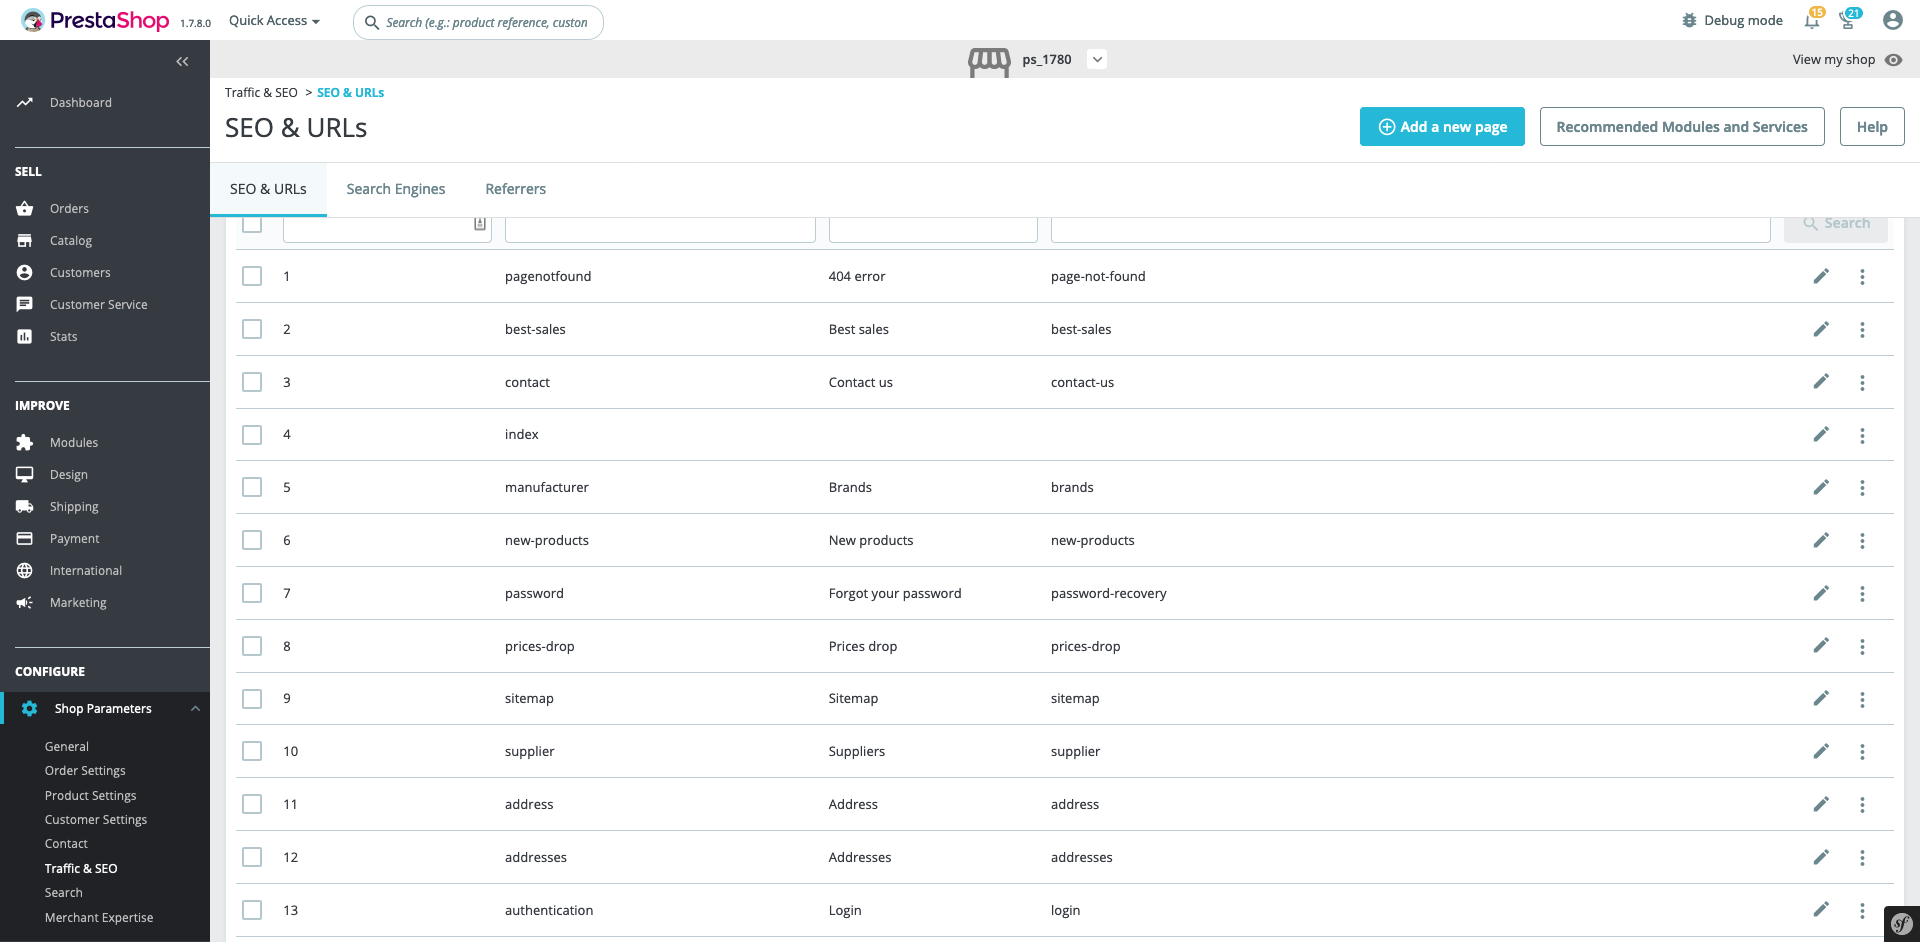 PrestaShop 1.7.8.0 Quick Access Search (e.g.: product reference, custon Debug mode 15 21
ps_1780 View my shop
Traffic & SEO > SEO & URLs
SEO & URLs
Add a new page Recommended Modules and Services Help
SEO & URLs Search Engines Referrers
Search
1 pagenotfound 404 error page-not-found
2 best-sales Best sales best-sales
3 contact Contact us contact-us
4 index
5 manufacturer Brands brands
6 new-products New products new-products
7 password Forgot your password password-recovery
8 prices-drop Prices drop prices-drop
9 sitemap Sitemap sitemap
10 supplier Suppliers supplier
11 address Address address
12 addresses Addresses addresses
13 authentication Login login
Dashboard
SELL
Orders
Catalog
Customers
Customer Service
Stats
IMPROVE
Modules
Design
Shipping
Payment
International
Marketing
CONFIGURE
Shop Parameters
General
Order Settings
Product Settings
Customer Settings
Contact
Traffic & SEO
Search
Merchant Expertise
sf